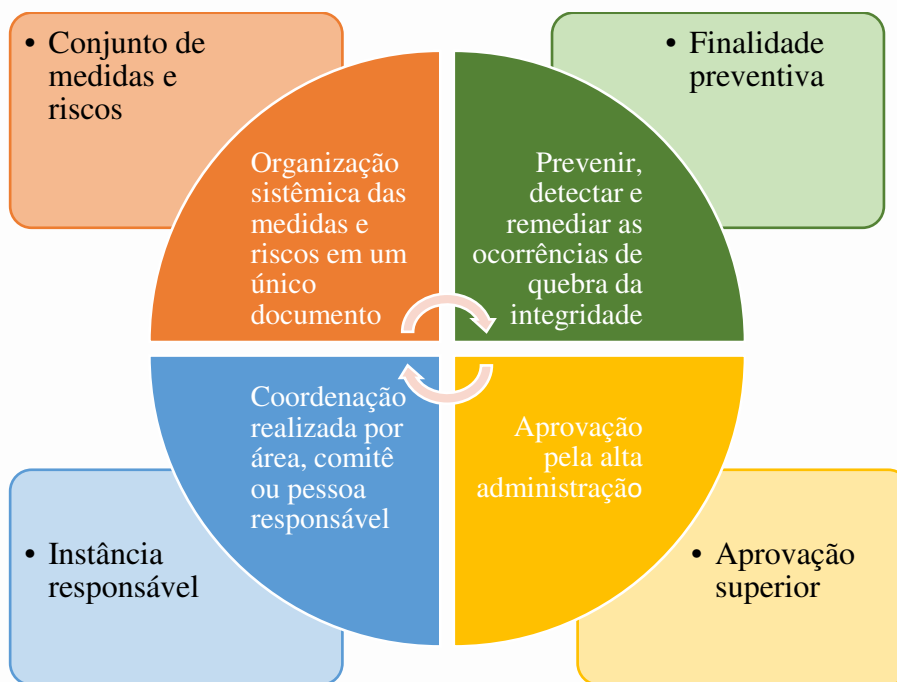 • Conjunto de
medidas e
riscos
• Finalidade
preventiva
Organização
sistêmica das
medidas e
riscos em um
único
documento
Prevenir,
detectar e
remediar as
ocorrências de
quebra da
integridade
Coordenação
realizada por
área, comitê
ou pessoa
responsável
Aprovação
pela alta
administração
• Instância
responsável
• Aprovação
superior